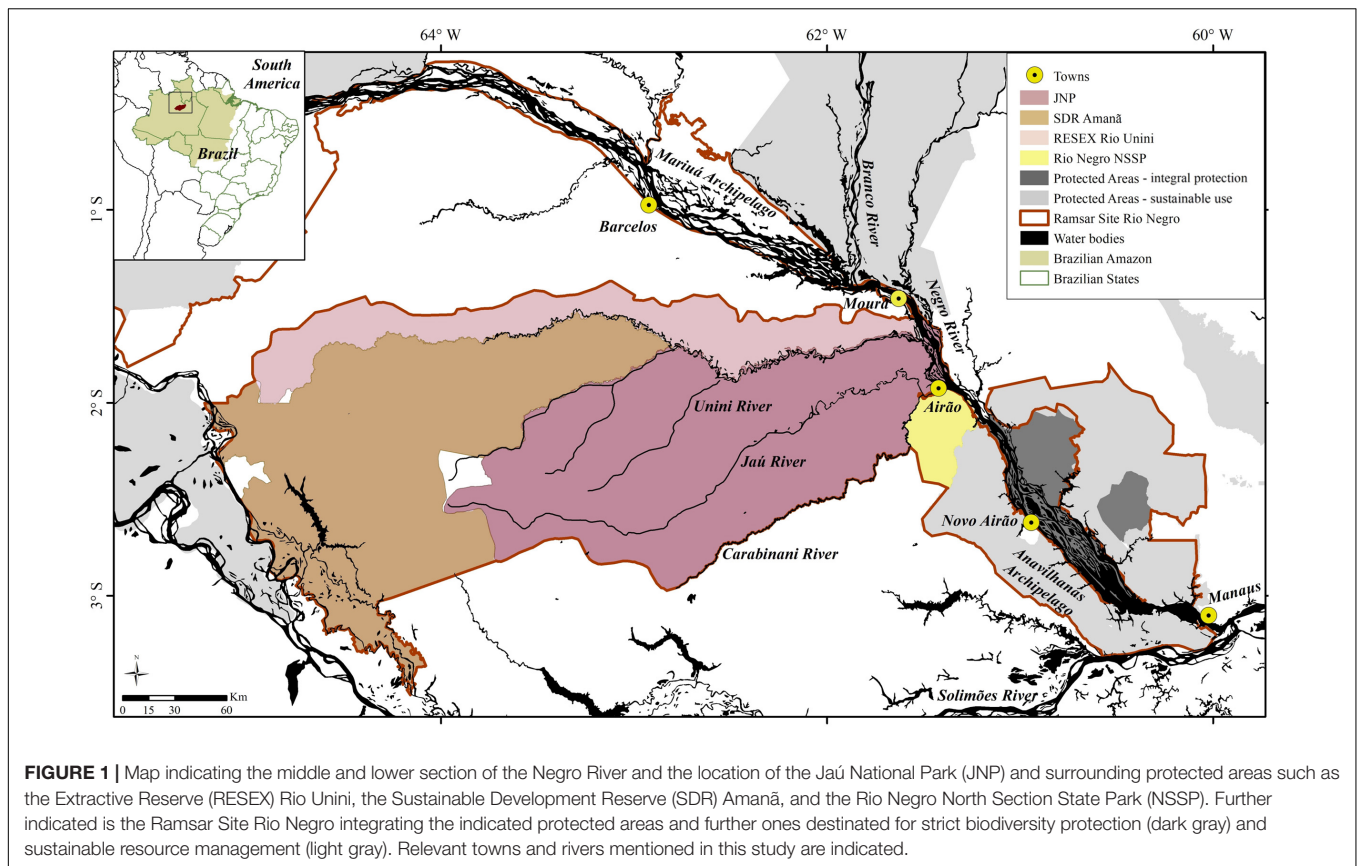 64° W
62° W
60° W
South
America
Brazil
1° S
2° S
3° S
Mariuá Archipelago
Barcelos
Branco River
Moura
Negro River
Airão
Unini River
Jaú River
Carabinani River
Novo Airão
Anavilhanas
Archipelago
Manaus
Solimões River
Towns
JNP
SDR Amanã
RESEX Rio Unini
Rio Negro NSSP
Protected Areas - integral protection
Protected Areas - sustainable use
Ramsar Site Rio Negro
Water bodies
Brazilian Amazon
Brazilian States
N
Km
0 15 30 60
FIGURE 1 | Map indicating the middle and lower section of the Negro River and the location of the Jaú National Park (JNP) and surrounding protected areas such as
the Extractive Reserve (RESEX) Rio Unini, the Sustainable Development Reserve (SDR) Amanã, and the Rio Negro North Section State Park (NSSP). Further
indicated is the Ramsar Site Rio Negro integrating the indicated protected areas and further ones destinated for strict biodiversity protection (dark gray) and
sustainable resource management (light gray). Relevant towns and rivers mentioned in this study are indicated.